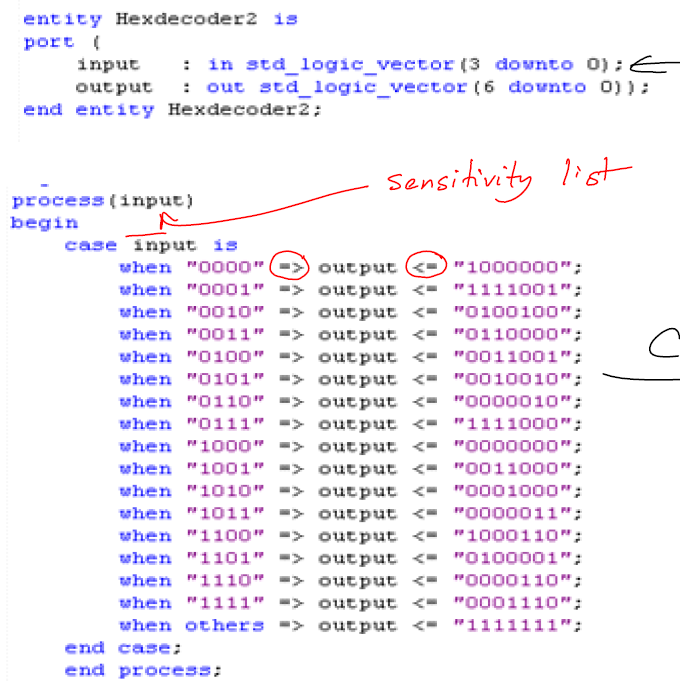 entity Hexdecoder2 is
port (
    input   : in std_logic_vector(3 downto 0);
    output  : out std_logic_vector(6 downto 0));
end entity Hexdecoder2;
sensitivity list
process(input)
begin
    case input is
        when "0000" => output <= "1000000";
        when "0001" => output <= "1111001";
        when "0010" => output <= "0100100";
        when "0011" => output <= "0110000";
        when "0100" => output <= "0011001";
        when "0101" => output <= "0010010";
        when "0110" => output <= "0000010";
        when "0111" => output <= "1111000";
        when "1000" => output <= "0000000";
        when "1001" => output <= "0011000";
        when "1010" => output <= "0001000";
        when "1011" => output <= "0000011";
        when "1100" => output <= "1000110";
        when "1101" => output <= "0100001";
        when "1110" => output <= "0000110";
        when "1111" => output <= "0001110";
        when others => output <= "1111111";
    end case;
    end process;